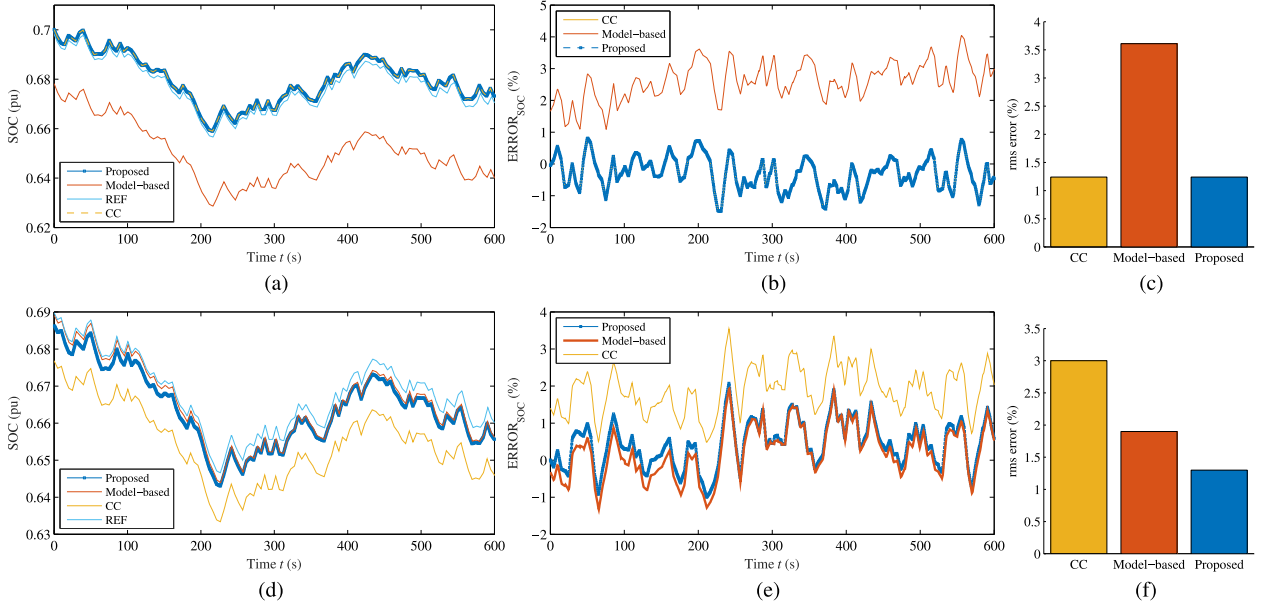 0.7
0.68
0.66
0.64
0.62
SOC (pu)
Proposed
Model−based
REF
CC
0 100 200 300 400 500 600
Time t (s)
(a)
5
4
3
2
1
0
−1
−2
ERROR_SOC (%)
CC
Model−based
Proposed
0 100 200 300 400 500 600
Time t (s)
(b)
4
3.5
3
2.5
2
1.5
1
0.5
0
rms error (%)
CC Model−based Proposed
(c)
0.69
0.68
0.67
0.66
0.65
0.64
0.63
SOC (pu)
Proposed
Model−based
CC
REF
0 100 200 300 400 500 600
Time t (s)
(d)
4
3
2
1
0
−1
−2
ERROR_SOC (%)
Proposed
Model−based
CC
0 100 200 300 400 500 600
Time t (s)
(e)
3.5
3
2.5
2
1.5
1
0.5
0
rms error (%)
CC Model−based Proposed
(f)